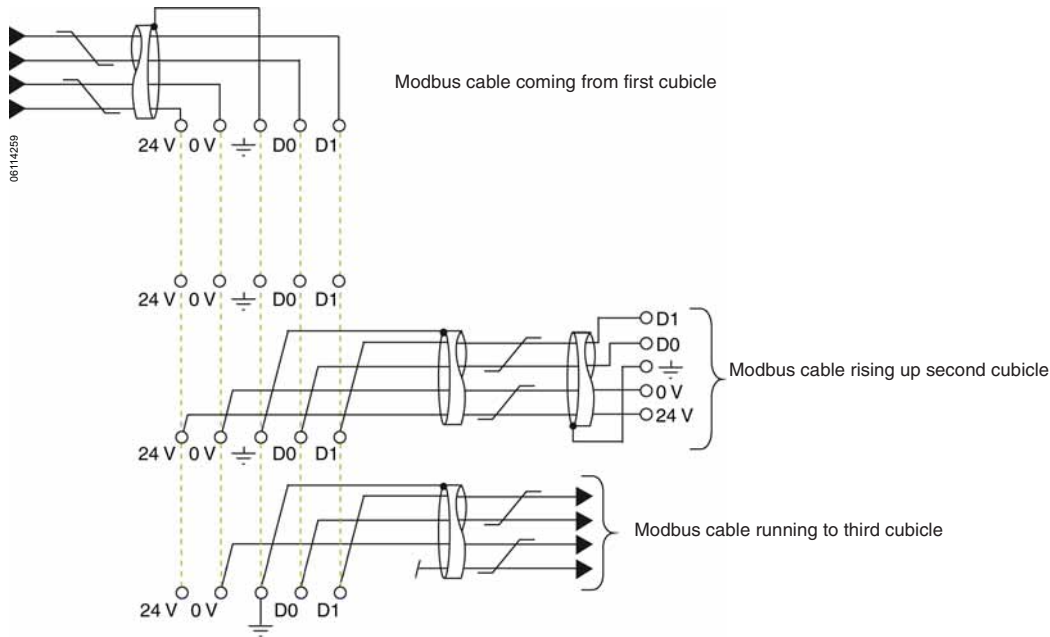 Modbus cable coming from first cubicle
06114259
24 V 0 V D0 D1
24 V 0 V D0 D1
D1
D0
0 V
24 V
Modbus cable rising up second cubicle
24 V 0 V D0 D1
Modbus cable running to third cubicle
24 V 0 V D0 D1